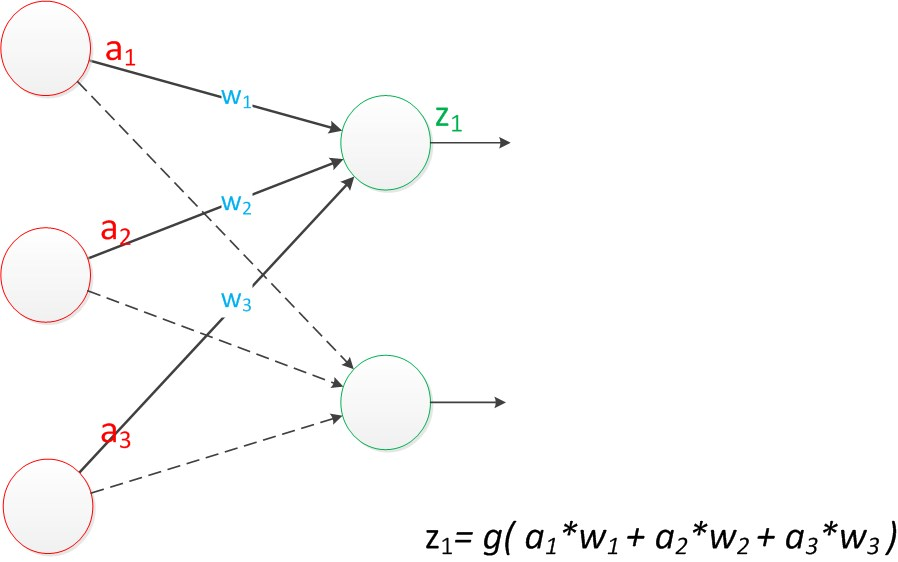 a₁
w₁
z₁
a₂
w₂
w₃
a₃
z₁= g( a₁*w₁ + a₂*w₂ + a₃*w₃ )